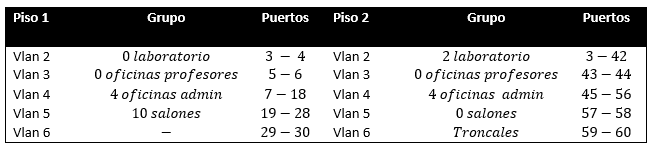 Piso 1 Grupo Puertos Piso 2 Grupo Puertos
Vlan 2 0 laboratorio 3 – 4 Vlan 2 2 laboratorio 3 – 42
Vlan 3 0 oficinas profesores 5 – 6 Vlan 3 0 oficinas profesores 43 – 44
Vlan 4 4 oficinas admin 7 – 18 Vlan 4 4 oficinas admin 45 – 56
Vlan 5 10 salones 19 – 28 Vlan 5 0 salones 57 – 58
Vlan 6 – 29 – 30 Vlan 6 Troncales 59 – 60